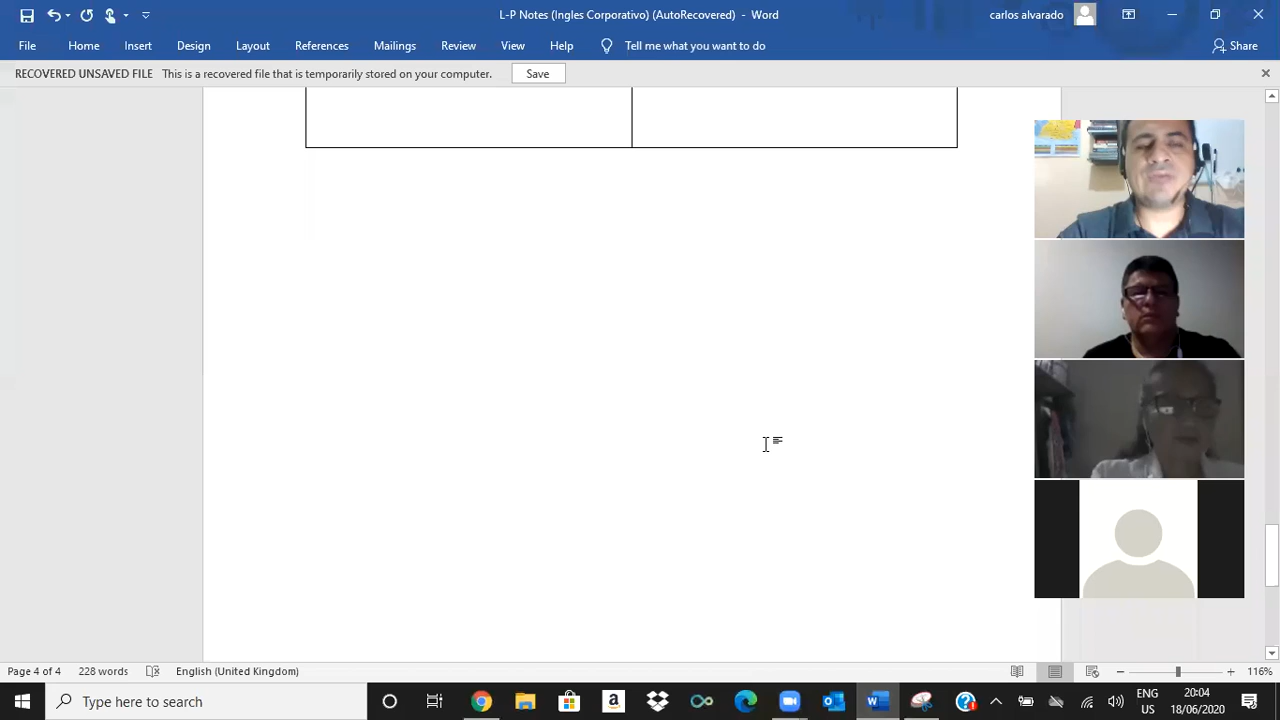 L-P Notes (Ingles Corporativo) (AutoRecovered) - Word
carlos alvarado
File Home Insert Design Layout References Mailings Review View Help Tell me what you want to do Share
RECOVERED UNSAVED FILE This is a recovered file that is temporarily stored on your computer. Save
Page 4 of 4 228 words English (United Kingdom) 116%
Type here to search
ENG 20:04
US 18/06/2020